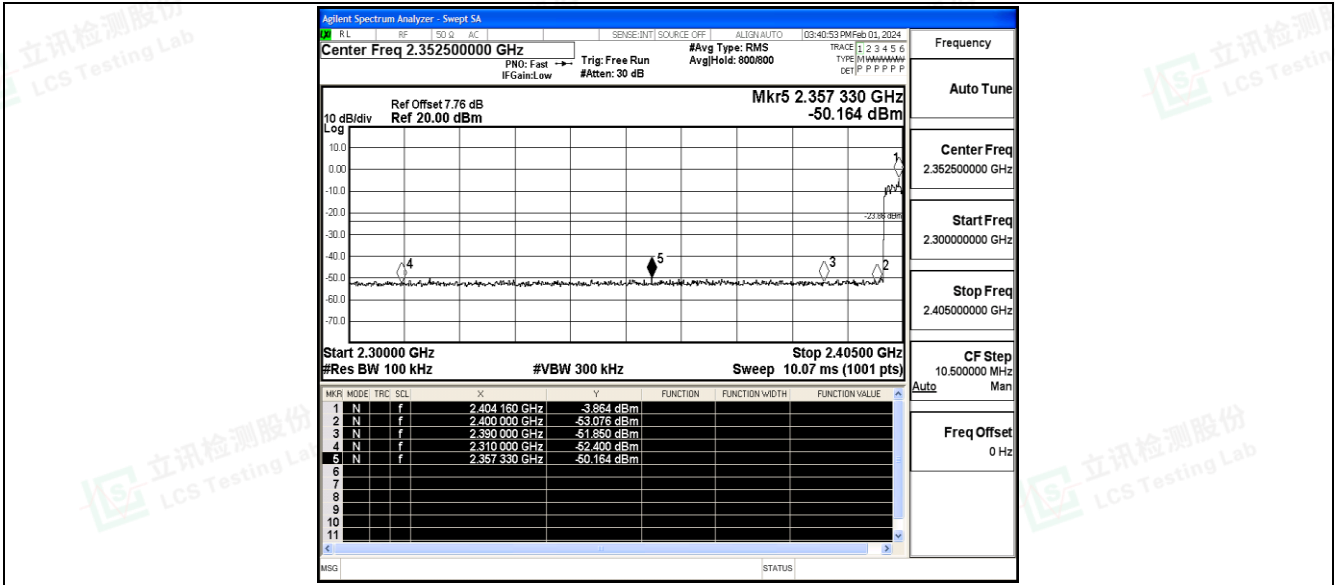 Agilent Spectrum Analyzer - Swept SA
RL RF 50 Ω AC SENSE:INT SOURCE OFF ALIGN AUTO 03:40:53 PM Feb 01, 2024
Center Freq 2.352500000 GHz
#Avg Type: RMS
TRACE 1 2 3 4 5 6
PNO: Fast
Trig: Free Run
Avg|Hold: 800/800
TYPE M WWWWW
IFGain:Low
#Atten: 30 dB
DET P P P P P P
Frequency
Auto Tune
Mkr5 2.357 330 GHz
-50.164 dBm
Ref Offset 7.76 dB
10 dB/div Ref 20.00 dBm
Log
10.0
0.00
-10.0
-20.0
-30.0
-40.0
-50.0
-60.0
-70.0
1
-23.86 dBm
4
5
3
2
Center Freq
2.352500000 GHz
Start Freq
2.300000000 GHz
Stop Freq
2.405000000 GHz
CF Step
10.500000 MHz
Auto Man
Freq Offset
0 Hz
Start 2.30000 GHz Stop 2.40500 GHz
#Res BW 100 kHz #VBW 300 kHz Sweep 10.07 ms (1001 pts)
MKR MODE TRC SCL X Y FUNCTION FUNCTION WIDTH FUNCTION VALUE
1 N f 2.404 160 GHz -3.864 dBm
2 N f 2.400 000 GHz -53.076 dBm
3 N f 2.390 000 GHz -51.850 dBm
4 N f 2.310 000 GHz -52.400 dBm
5 N f 2.357 330 GHz -50.164 dBm
6
7
8
9
10
11
MSG STATUS
立讯检测股份
LCS Testing Lab
立讯检测
LCS Testing
立讯检测股份
LCS Testing Lab
立讯检测股份
LCS Testing Lab